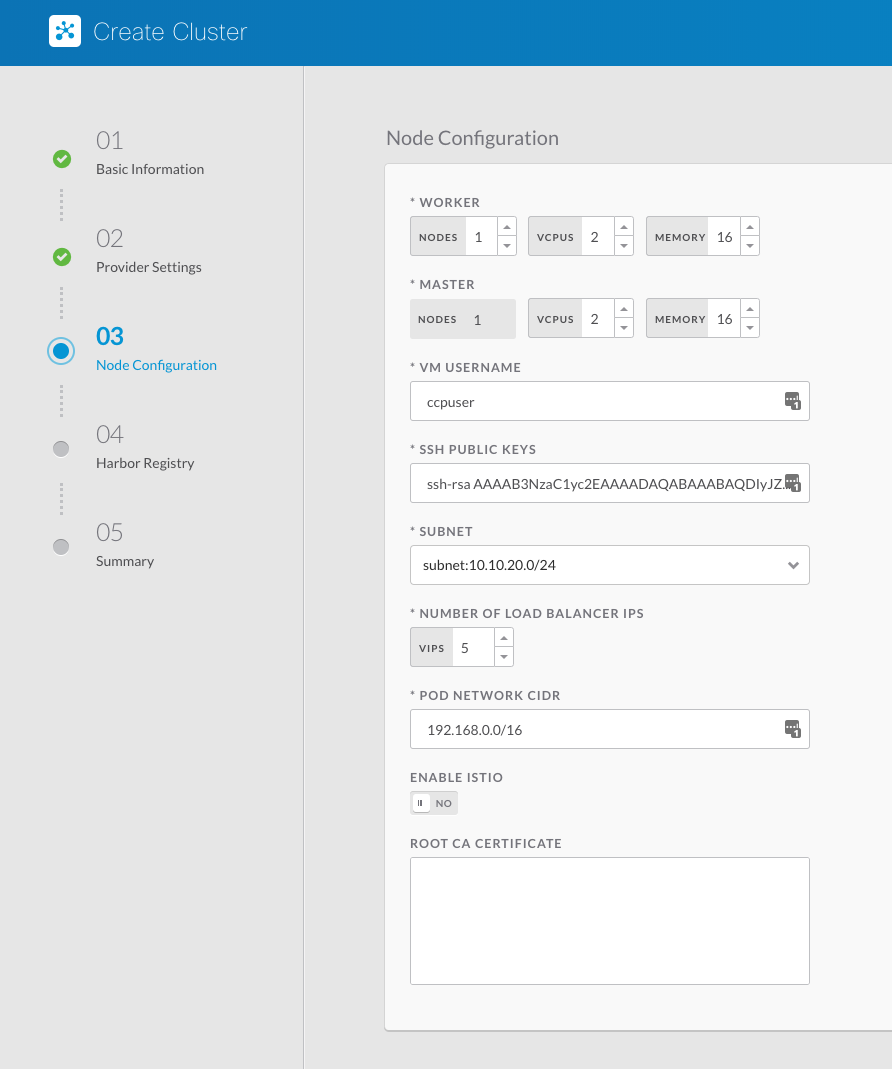 Create Cluster
01
Basic Information
02
Provider Settings
03
Node Configuration
04
Harbor Registry
05
Summary
Node Configuration
* WORKER
NODES 1 VCPUS 2 MEMORY 16
* MASTER
NODES 1 VCPUS 2 MEMORY 16
* VM USERNAME
ccpuser
* SSH PUBLIC KEYS
ssh-rsa AAAAB3NzaC1yc2EAAAADAQABAAABAQDIyJZ...
* SUBNET
subnet:10.10.20.0/24
* NUMBER OF LOAD BALANCER IPS
VIPS 5
* POD NETWORK CIDR
192.168.0.0/16
ENABLE ISTIO
NO
ROOT CA CERTIFICATE